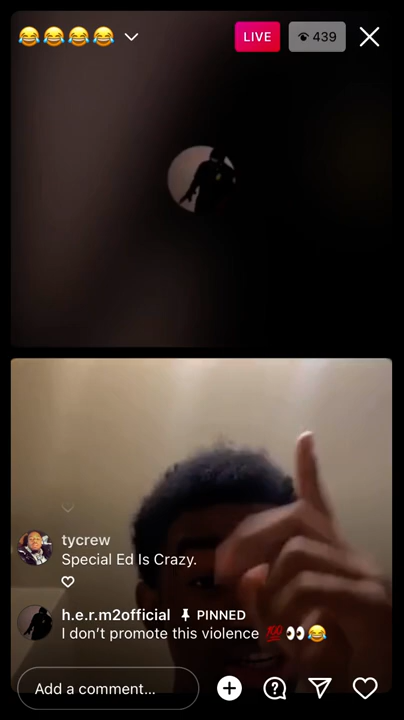 😂😂😂😂 LIVE 439
tycrew
Special Ed Is Crazy.
h.e.r.m2official PINNED
I don't promote this violence 💯👀😂
Add a comment...